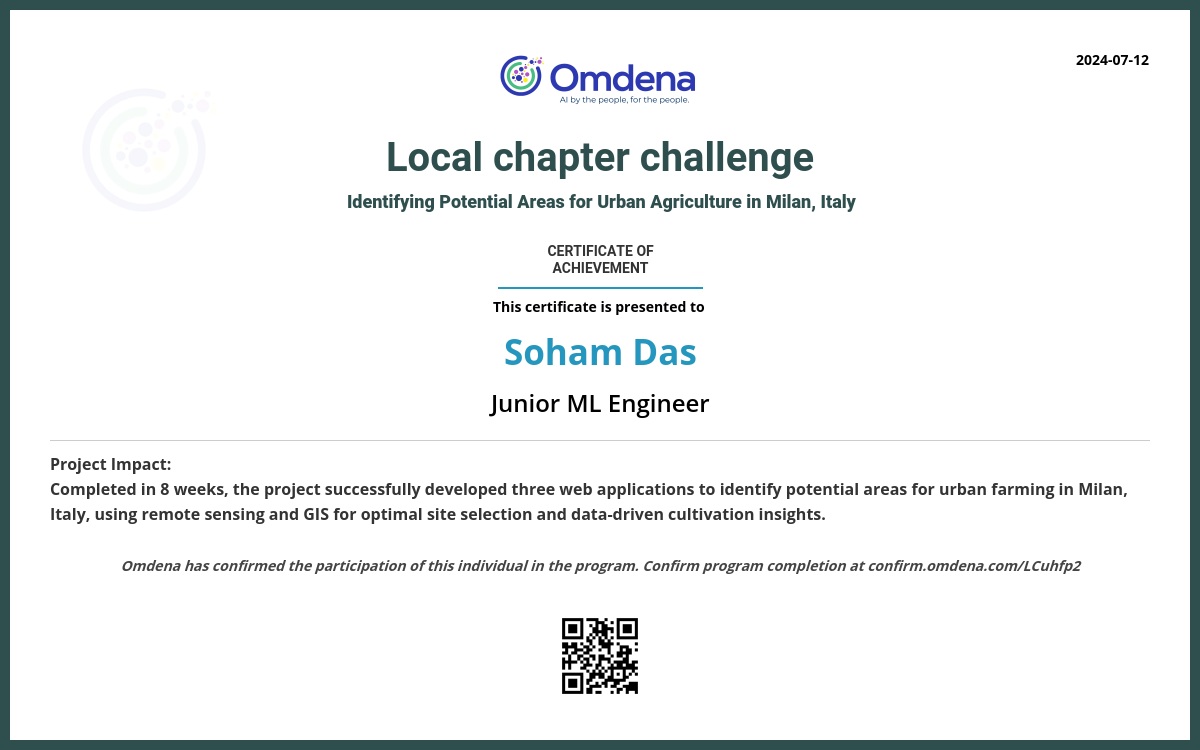 2024-07-12
Omdena
AI by the people, for the people.
Local chapter challenge
Identifying Potential Areas for Urban Agriculture in Milan, Italy
CERTIFICATE OF
ACHIEVEMENT
This certificate is presented to
Soham Das
Junior ML Engineer
Project Impact:
Completed in 8 weeks, the project successfully developed three web applications to identify potential areas for urban farming in Milan,
Italy, using remote sensing and GIS for optimal site selection and data-driven cultivation insights.
Omdena has confirmed the participation of this individual in the program. Confirm program completion at confirm.omdena.com/LCuhfp2